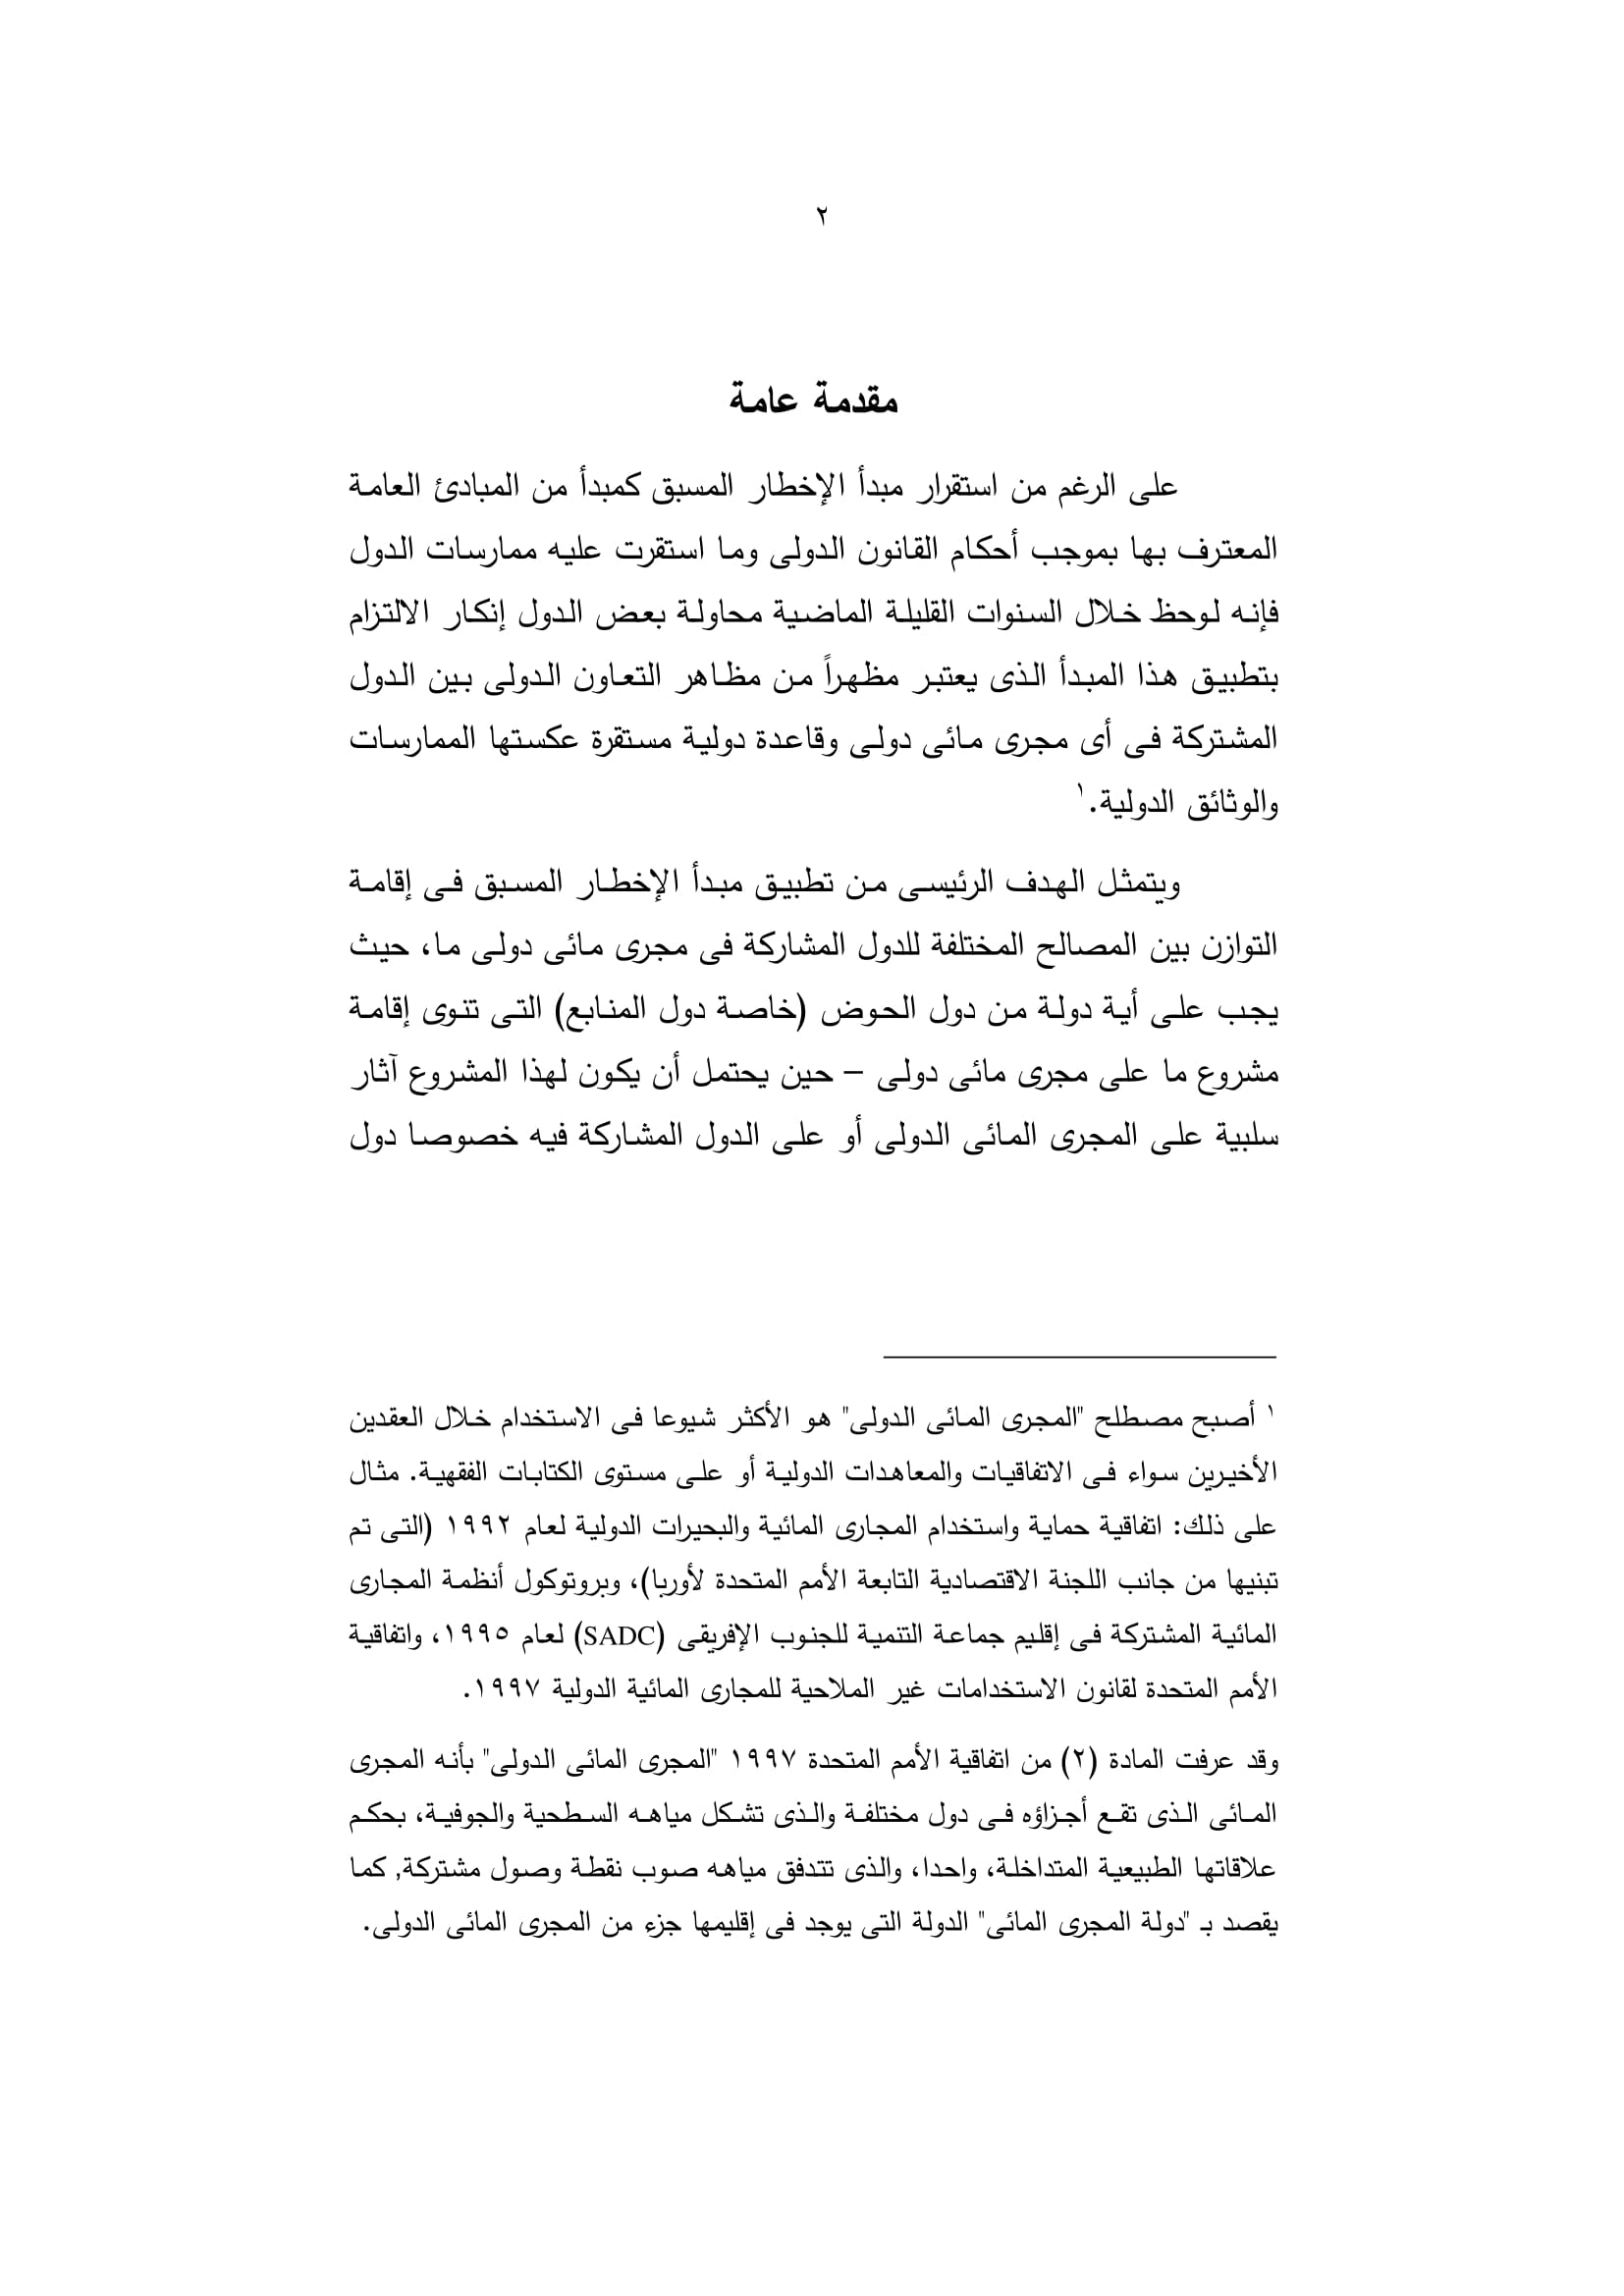 ٢
مقدمة عامة
على الرغم من استقرار مبدأ الإخطار المسبق كمبدأ من المبادئ العامة
المعترف بها بموجب أحكام القانون الدولى وما استقرت عليه ممارسات الدول
فإنه لوحظ خلال السنوات القليلة الماضية محاولة بعض الدول إنكار الالتزام
بتطبيق هذا المبدأ الذى يعتبر مظهراً من مظاهر التعاون الدولى بين الدول
المشتركة فى أى مجرى مائى دولى وقاعدة دولية مستقرة عكستها الممارسات
والوثائق الدولية.١
ويتمثل الهدف الرئيسى من تطبيق مبدأ الإخطار المسبق فى إقامة
التوازن بين المصالح المختلفة للدول المشاركة فى مجرى مائى دولى ما، حيث
يجب على أية دولة من دول الحوض (خاصة دول المنابع) التى تنوى إقامة
مشروع ما على مجرى مائى دولى – حين يحتمل أن يكون لهذا المشروع آثار
سلبية على المجرى المائى الدولى أو على الدول المشاركة فيه خصوصا دول
١ أصبح مصطلح "المجرى المائى الدولى" هو الأكثر شيوعا فى الاستخدام خلال العقدين
الأخيرين سواء فى الاتفاقيات والمعاهدات الدولية أو على مستوى الكتابات الفقهية. مثال
على ذلك: اتفاقية حماية واستخدام المجارى المائية والبحيرات الدولية لعام ١٩٩٢ (التى تم
تبنيها من جانب اللجنة الاقتصادية التابعة الأمم المتحدة لأوربا)، وبروتوكول أنظمة المجارى
المائية المشتركة فى إقليم جماعة التنمية للجنوب الإفريقى (SADC) لعام ١٩٩٥، واتفاقية
الأمم المتحدة لقانون الاستخدامات غير الملاحية للمجارى المائية الدولية ١٩٩٧.
وقد عرفت المادة (٢) من اتفاقية الأمم المتحدة ١٩٩٧ "المجرى المائى الدولى" بأنه المجرى
المائى الذى تقع أجزاؤه فى دول مختلفة والذى تشكل مياهه السطحية والجوفية، بحكم
علاقاتها الطبيعية المتداخلة، واحدا، والذى تتدفق مياهه صوب نقطة وصول مشتركة, كما
يقصد بـ "دولة المجرى المائى" الدولة التى يوجد فى إقليمها جزء من المجرى المائى الدولى.